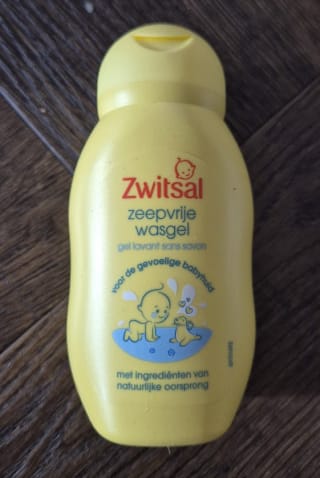 Zwitsal
zeepvrije
wasgel
gel lavant sans savon
voor de gevoelige babyhuid
met ingrediënten van
natuurlijke oorsprong